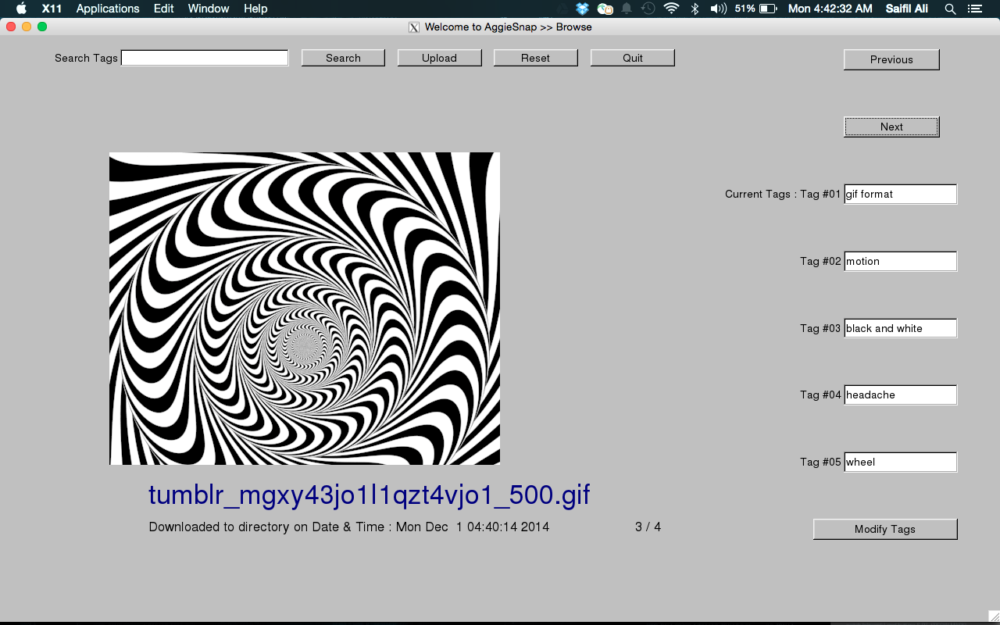 X11 Applications Edit Window Help 51% Mon 4:42:32 AM Saifil Ali
Welcome to AggieSnap >> Browse
Search Tags Search Upload Reset Quit Previous
Next
Current Tags : Tag #01 gif format
Tag #02 motion
Tag #03 black and white
Tag #04 headache
Tag #05 wheel
tumblr_mgxy43jo1l1qzt4vjo1_500.gif
Downloaded to directory on Date & Time : Mon Dec  1 04:40:14 2014 3 / 4 Modify Tags